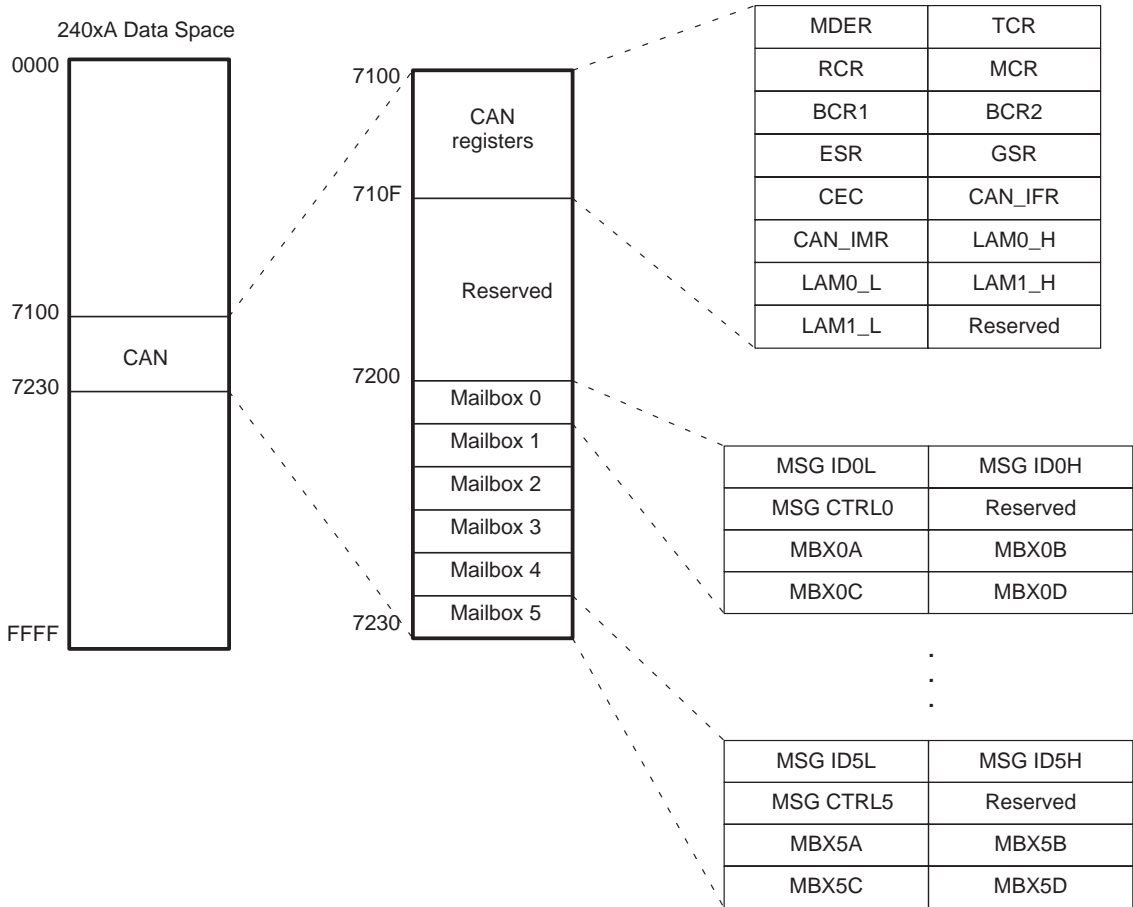 240xA Data Space
0000
7100
CAN
7230
FFFF
7100
CAN
registers
710F
Reserved
7200
Mailbox 0
Mailbox 1
Mailbox 2
Mailbox 3
Mailbox 4
Mailbox 5
7230
MDER TCR
RCR MCR
BCR1 BCR2
ESR GSR
CEC CAN_IFR
CAN_IMR LAM0_H
LAM0_L LAM1_H
LAM1_L Reserved
MSG ID0L MSG ID0H
MSG CTRL0 Reserved
MBX0A MBX0B
MBX0C MBX0D
.
.
.
MSG ID5L MSG ID5H
MSG CTRL5 Reserved
MBX5A MBX5B
MBX5C MBX5D